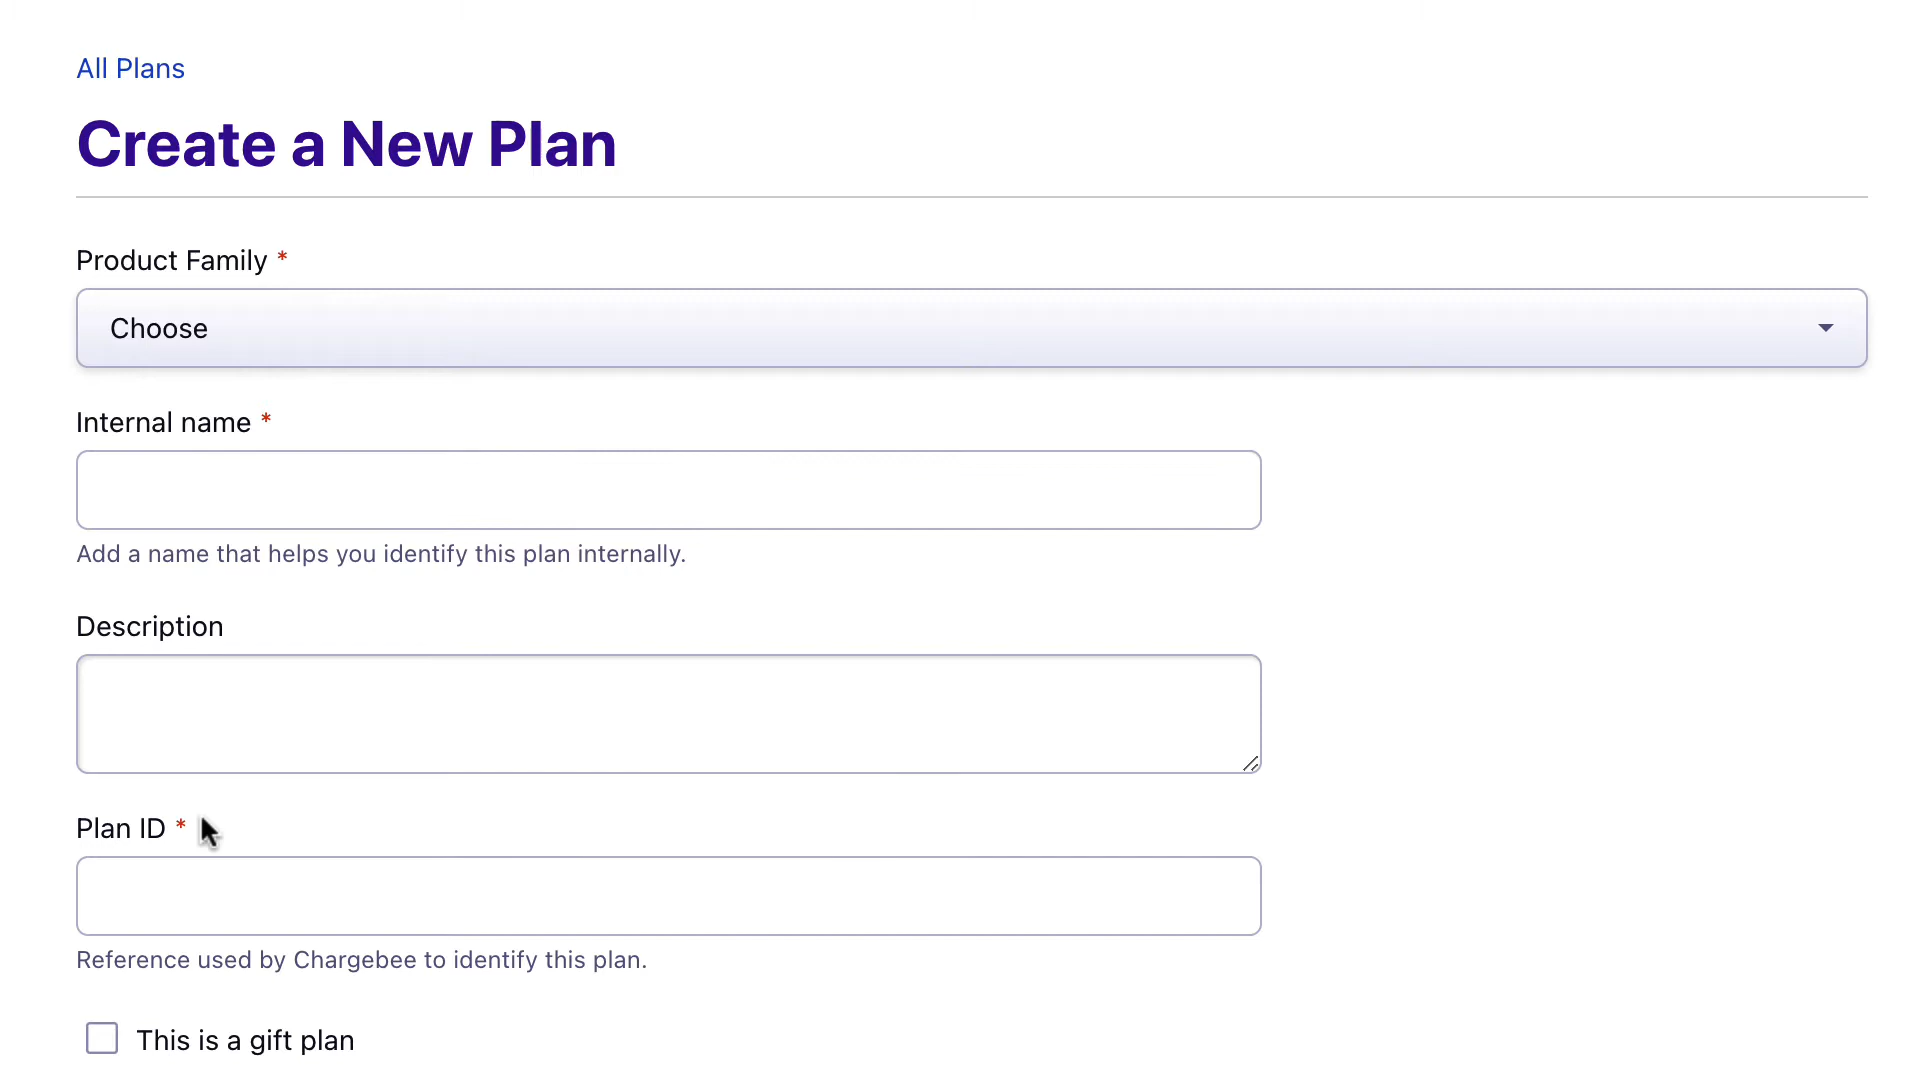 All Plans
Create a New Plan
Product Family *
Choose
Internal name *
Add a name that helps you identify this plan internally.
Description
Plan ID *
Reference used by Chargebee to identify this plan.
This is a gift plan